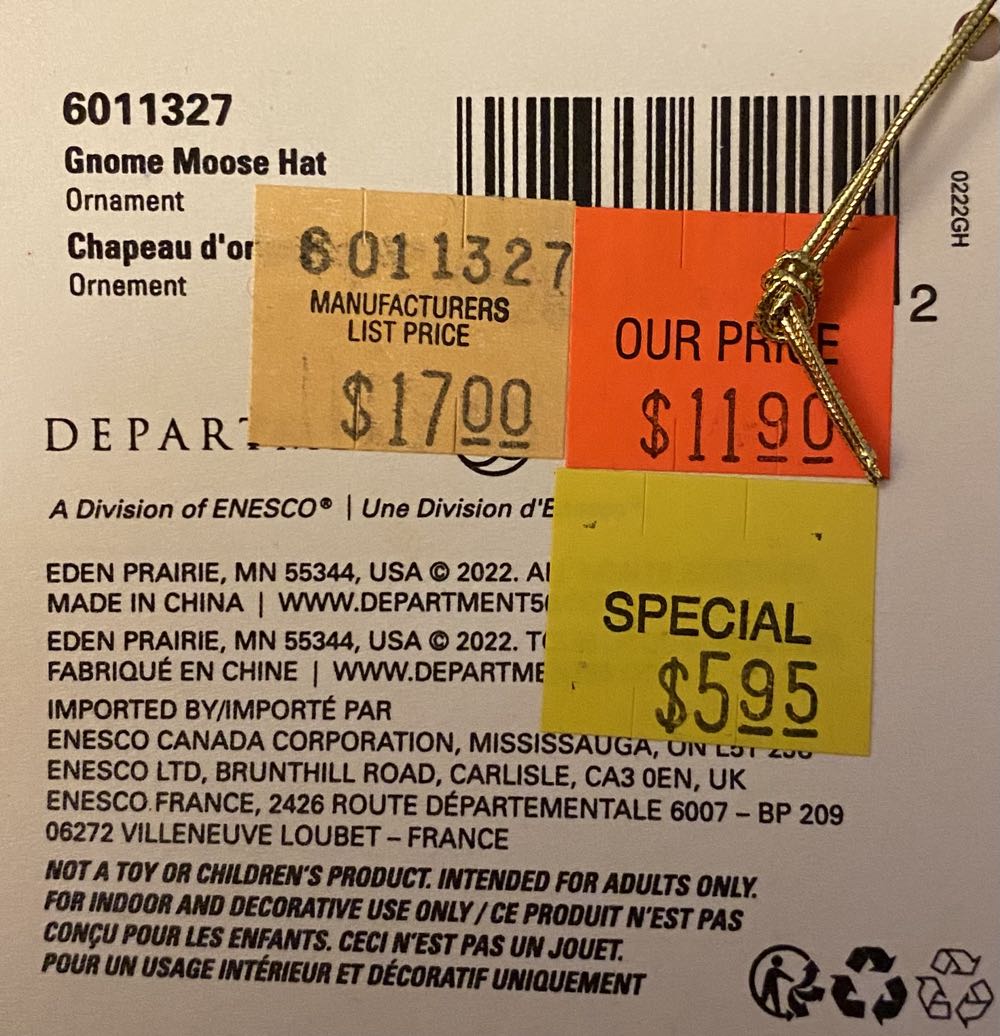 6011327
Gnome Moose Hat
Ornament
Chapeau d'or
Ornement
02222GH
2
6011327
MANUFACTURERS
LIST PRICE
$1700
OUR PRICE
$1190
DEPART
A Division of ENESCO® | Une Division d'E
SPECIAL
$595
EDEN PRAIRIE, MN 55344, USA © 2022. Al
MADE IN CHINA | WWW.DEPARTMENT5
EDEN PRAIRIE, MN 55344, USA © 2022. T
FABRIQUÉ EN CHINE | WWW.DEPARTME
IMPORTED BY/IMPORTÉ PAR
ENESCO CANADA CORPORATION, MISSISSAUGA, ON L5T
ENESCO LTD, BRUNTHILL ROAD, CARLISLE, CA3 0EN, UK
ENESCO FRANCE, 2426 ROUTE DÉPARTEMENTALE 6007 – BP 209
06272 VILLENEUVE LOUBET – FRANCE
NOT A TOY OR CHILDREN'S PRODUCT. INTENDED FOR ADULTS ONLY.
FOR INDOOR AND DECORATIVE USE ONLY / CE PRODUIT N'EST PAS
CONÇU POUR LES ENFANTS. CECI N'EST PAS UN JOUET.
POUR UN USAGE INTÉRIEUR ET DÉCORATIF UNIQUEMENT